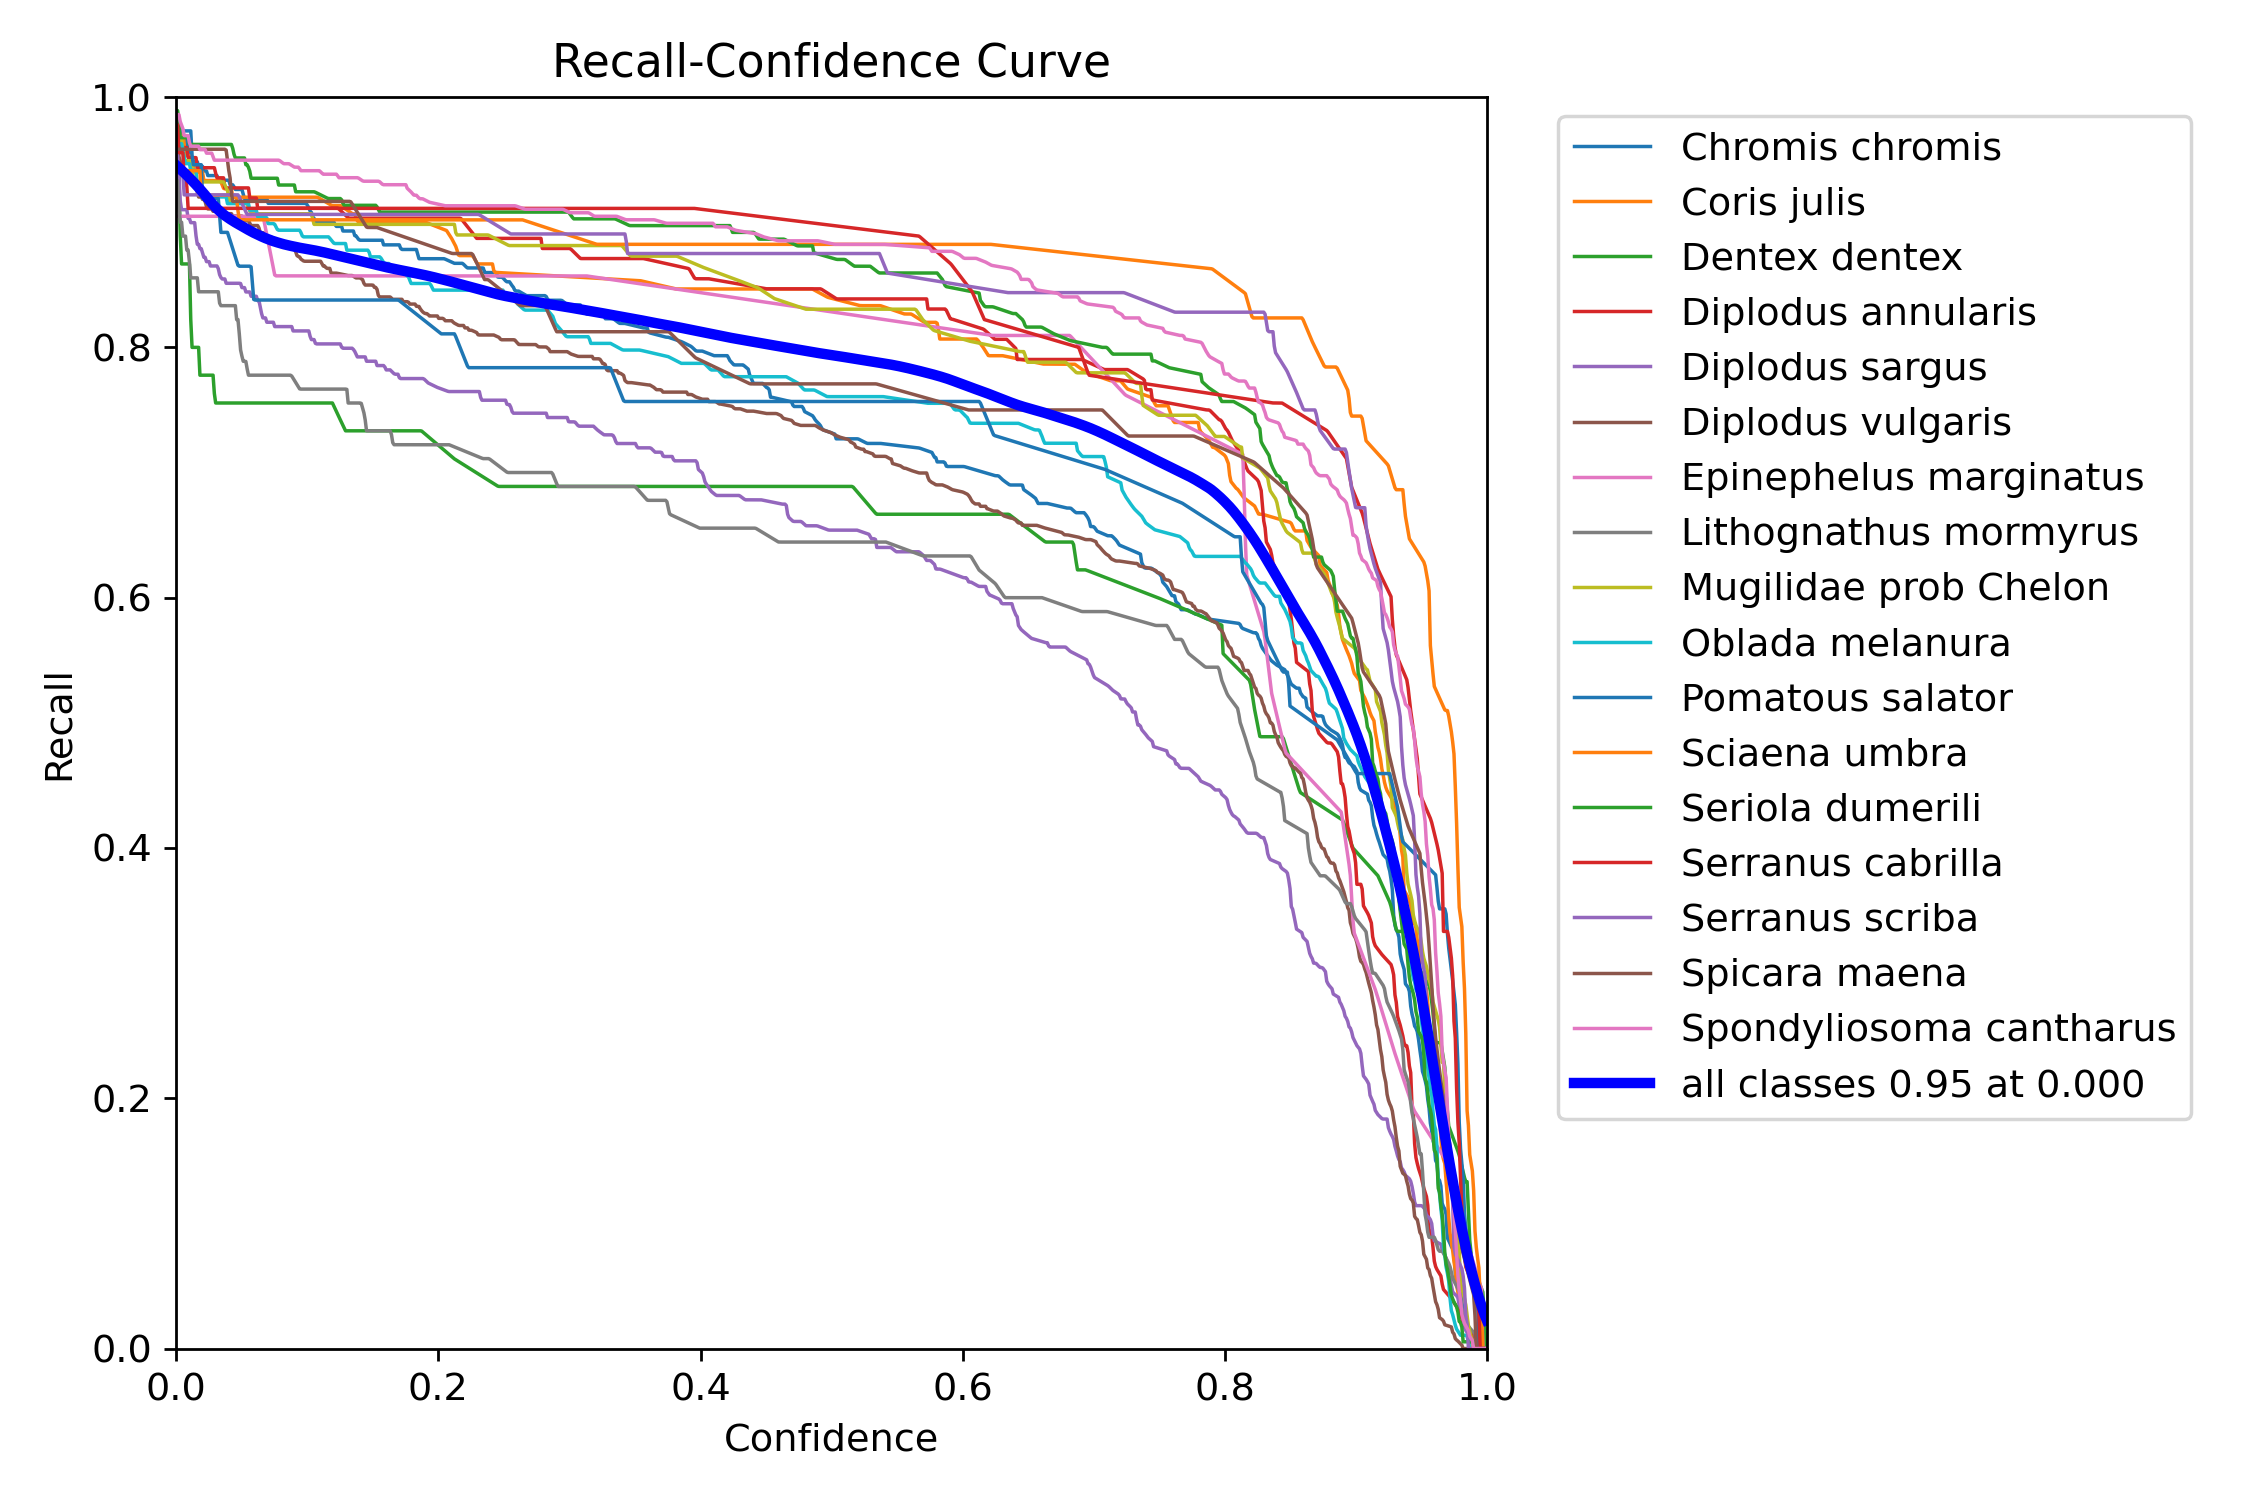 Recall-Confidence Curve
1.0
0.8
0.6
0.4
0.2
0.0
Recall
0.0 0.2 0.4 0.6 0.8 1.0
Confidence
Chromis chromis
Coris julis
Dentex dentex
Diplodus annularis
Diplodus sargus
Diplodus vulgaris
Epinephelus marginatus
Lithognathus mormyrus
Mugilidae prob Chelon
Oblada melanura
Pomatous salator
Sciaena umbra
Seriola dumerili
Serranus cabrilla
Serranus scriba
Spicara maena
Spondyliosoma cantharus
all classes 0.95 at 0.000